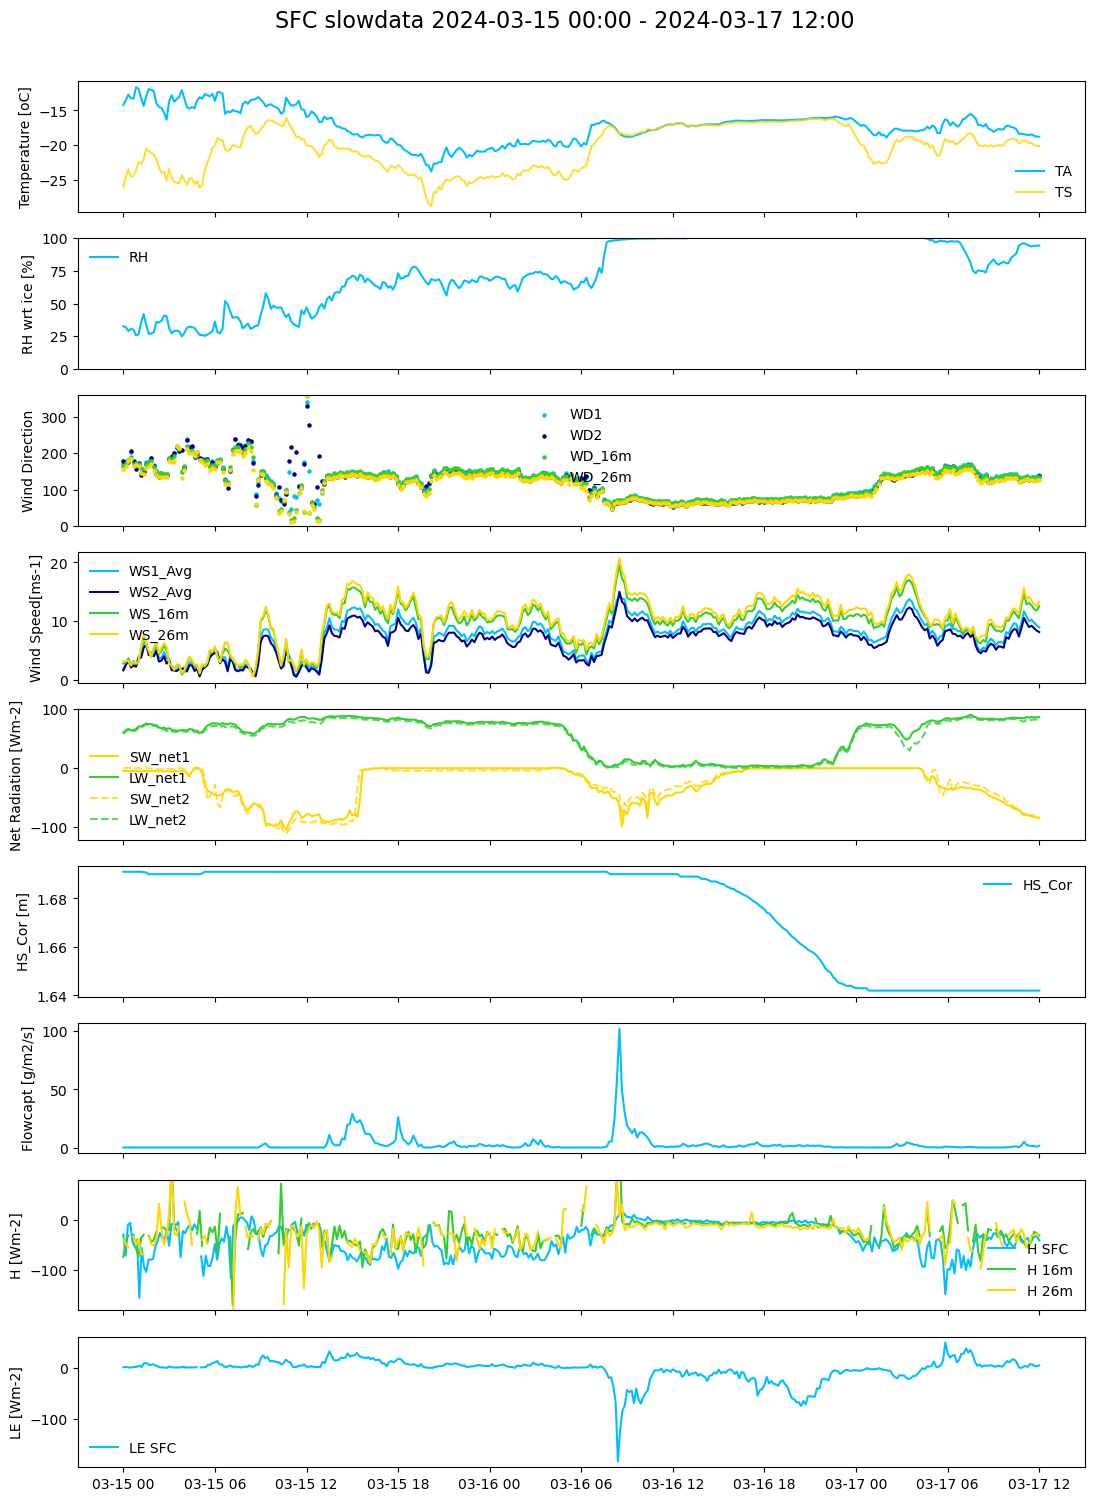 SFC slowdata 2024-03-15 00:00 - 2024-03-17 12:00
Temperature [oC]
−15
−20
−25
TA
TS
RH wrt ice [%]
100
75
50
25
0
RH
Wind Direction
300
200
100
0
WD1
WD2
WD_16m
WD_26m
Wind Speed[ms-1]
20
10
0
WS1_Avg
WS2_Avg
WS_16m
WS_26m
Net Radiation [Wm-2]
100
0
−100
SW_net1
LW_net1
SW_net2
LW_net2
HS_Cor [m]
1.68
1.66
1.64
HS_Cor
Flowcapt [g/m2/s]
100
50
0
H [Wm-2]
0
−100
H SFC
H 16m
H 26m
LE [Wm-2]
0
−100
LE SFC
03-15 00 03-15 06 03-15 12 03-15 18 03-16 00 03-16 06 03-16 12 03-16 18 03-17 00 03-17 06 03-17 12